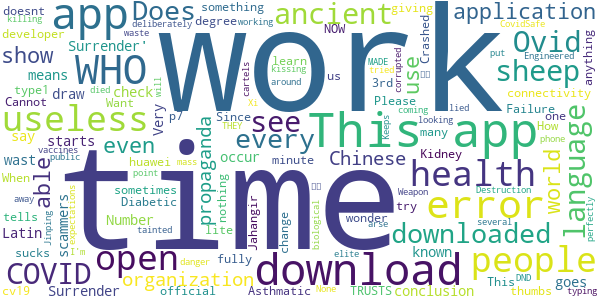 doesnt something app Does ancient application
killing deliberately degree working giving
developer WHO work CovidSafe Ovid
Surrender' NOW Engineered
show Crashed show us MADE corrupted put sheep
means type1 check learn tried cartels use 3rd connectivity
Cannot draw Want kissing Xi Please Failure anything
useless around see This app language
p7 died lied
Since THEY coming looking many one
say Very will every How
waste starts even minute Chinese health phone
vaccines able time Kidney
When public propaganda occur huawei mass error world
away sometimes nothing try wonder Weapon Destruction
tells Jinping scammers Diabetic point Jahangir change biological arse several perfectly
Latin expectations Number lite downloaded
sucks I'm tainted known This DND
COVID open fully download elite people
organization danger None goes
cv19 Surrender official Asthmatic TRUSTS conclusion thumbs typing